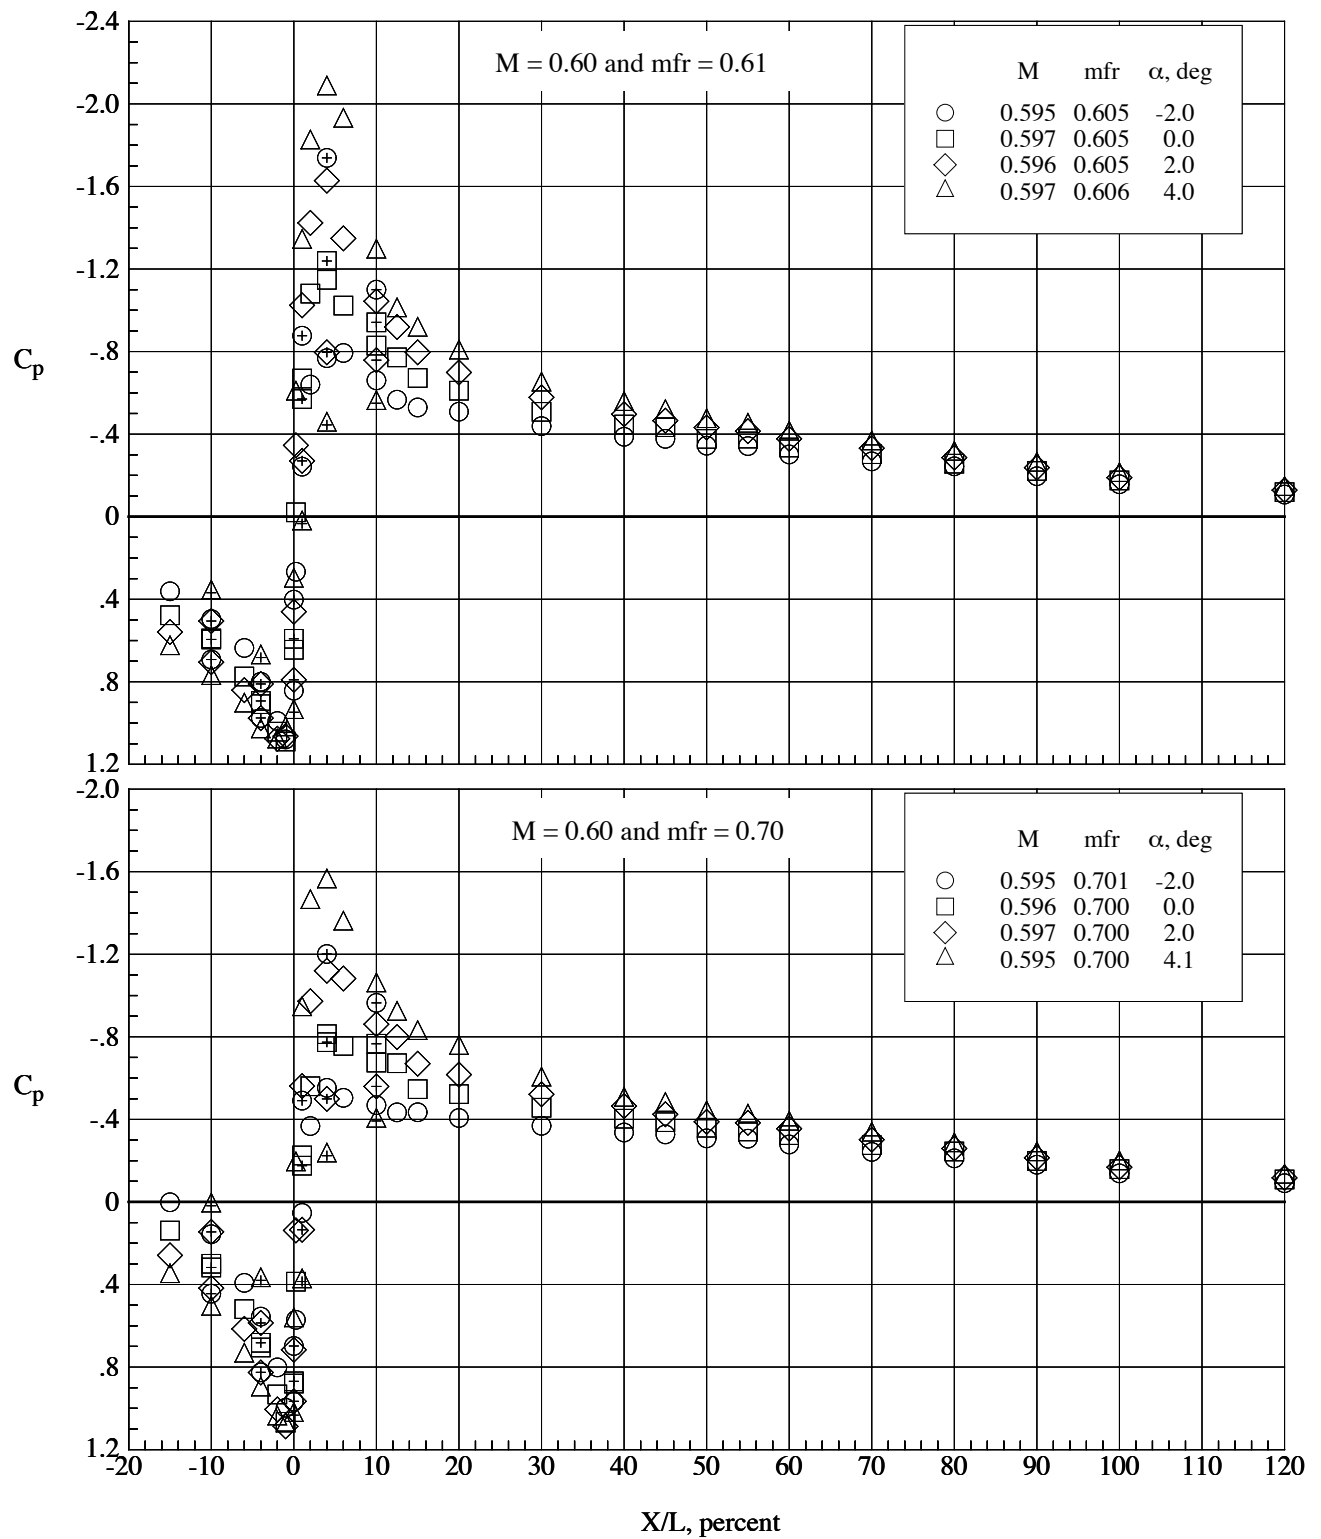 -2.4
M = 0.60 and mfr = 0.61
M mfr α, deg
0.595 0.605 -2.0
0.597 0.605 0.0
0.596 0.605 2.0
0.597 0.606 4.0
-2.0
-1.6
-1.2
-.8
Cp
-.4
0
.4
.8
1.2
-2.0
M = 0.60 and mfr = 0.70
M mfr α, deg
0.595 0.701 -2.0
0.596 0.700 0.0
0.597 0.700 2.0
0.595 0.700 4.1
-1.6
-1.2
-.8
Cp
-.4
0
.4
.8
1.2
-20 -10 0 10 20 30 40 50 60 70 80 90 100 110 120
X/L, percent